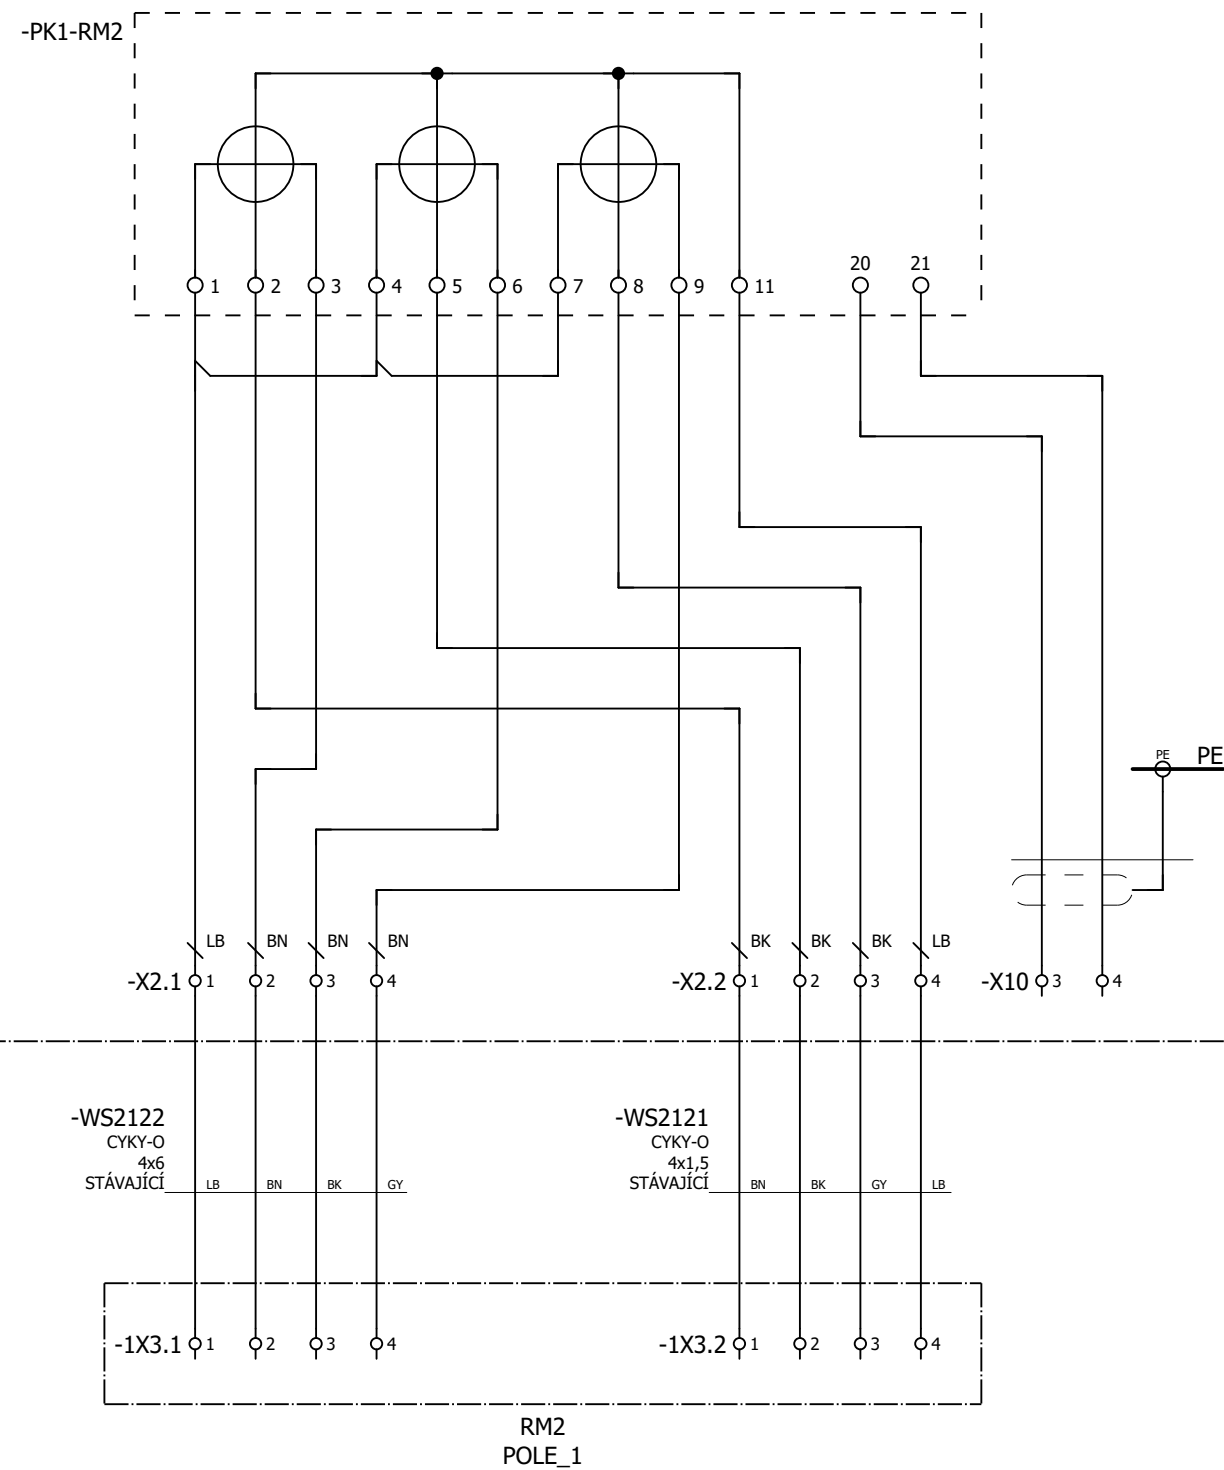 -PK1-RM2
20 21
1 2 3 4 5 6 7 8 9 11
PE PE
LB BN BN BN BK BK BK LB
-X2.1 1 2 3 4 -X2.2 1 2 3 4 -X10 3 4
-WS2122 -WS2121
CYKY-O CYKY-O
4x6 4x1,5
STÁVAJÍCÍ LB BN BK GY STÁVAJÍCÍ BN BK GY LB
-1X3.1 1 2 3 4 -1X3.2 1 2 3 4
RM2
POLE_1